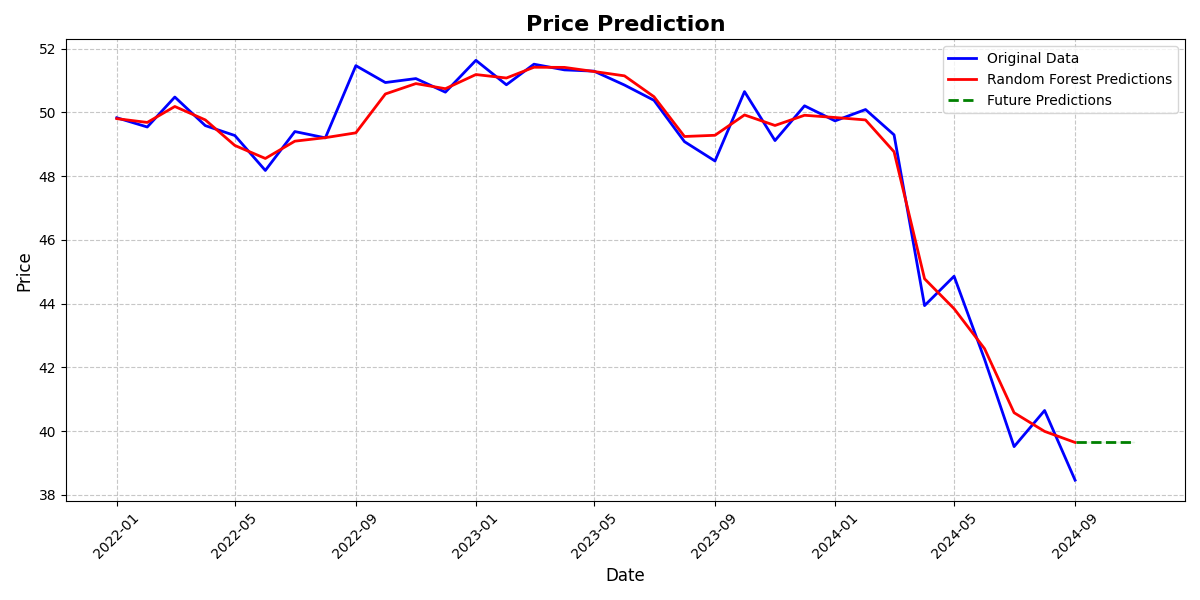 Price Prediction
Original Data
Random Forest Predictions
Future Predictions
Price
52
50
48
46
44
42
40
38
2022-01
2022-05
2022-09
2023-01
2023-05
2023-09
2024-01
2024-05
2024-09
Date